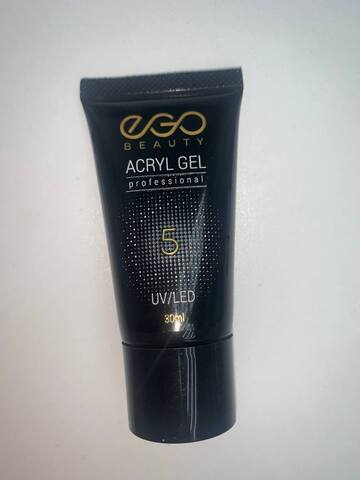 eGO
BEAUTY
ACRYL GEL
professional
5
UV/LED
30ml